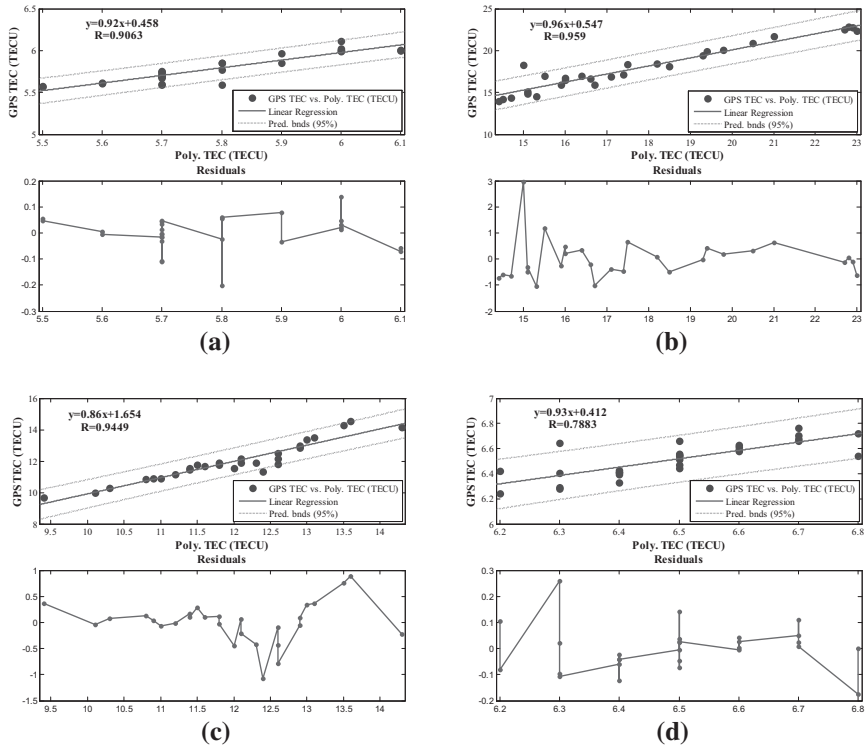 y=0.92x+0.458
R=0.9063
GPS TEC (TECU)
6.5
6
5.5
5
GPS TEC vs. Poly. TEC (TECU)
Linear Regression
Pred. bnds (95%)
5.5 5.6 5.7 5.8 5.9 6 6.1
Poly. TEC (TECU)
Residuals
0.2
0.1
0
-0.1
-0.2
-0.3
5.5 5.6 5.7 5.8 5.9 6 6.1
(a)
y=0.96x+0.547
R=0.959
GPS TEC (TECU)
25
20
15
10
GPS TEC vs. Poly. TEC (TECU)
Linear Regression
Pred. bnds (95%)
15 16 17 18 19 20 21 22 23
Poly. TEC (TECU)
Residuals
3
2
1
0
-1
-2
15 16 17 18 19 20 21 22 23
(b)
y=0.86x+1.654
R=0.9449
GPS TEC (TECU)
16
14
12
10
8
GPS TEC vs. Poly. TEC (TECU)
Linear Regression
Pred. bnds (95%)
9.5 10 10.5 11 11.5 12 12.5 13 13.5 14
Poly. TEC (TECU)
Residuals
1
0.5
0
-0.5
-1
-1.5
9.5 10 10.5 11 11.5 12 12.5 13 13.5 14
(c)
y=0.93x+0.412
R=0.7883
GPS TEC (TECU)
7
6.8
6.6
6.4
6.2
6
GPS TEC vs. Poly. TEC (TECU)
Linear Regression
Pred. bnds (95%)
6.2 6.3 6.4 6.5 6.6 6.7 6.8
Poly. TEC (TECU)
Residuals
0.3
0.2
0.1
0
-0.1
-0.2
6.2 6.3 6.4 6.5 6.6 6.7 6.8
(d)